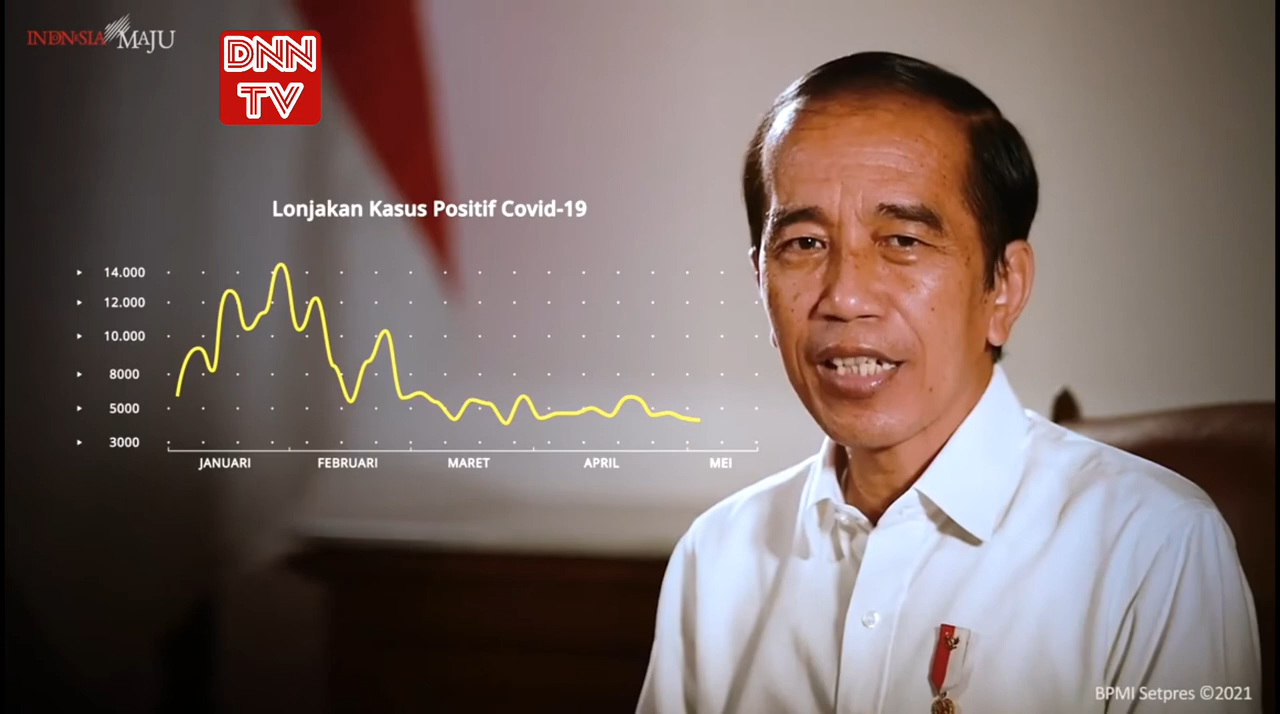 INDONESIA MAJU
DNN
TV
Lonjakan Kasus Positif Covid-19
14.000
12.000
10.000
8000
5000
3000
JANUARI FEBRUARI MARET APRIL MEI
BPMI Setpres ©2021